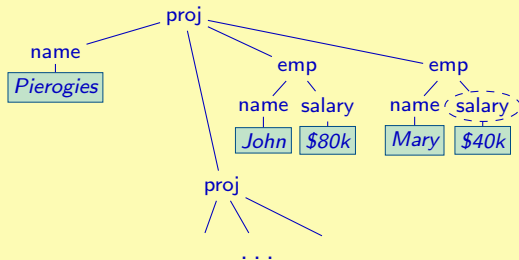 proj
name
emp
emp
Pierogies
name
salary
name
salary
John
$80k
Mary
$40k
proj
...